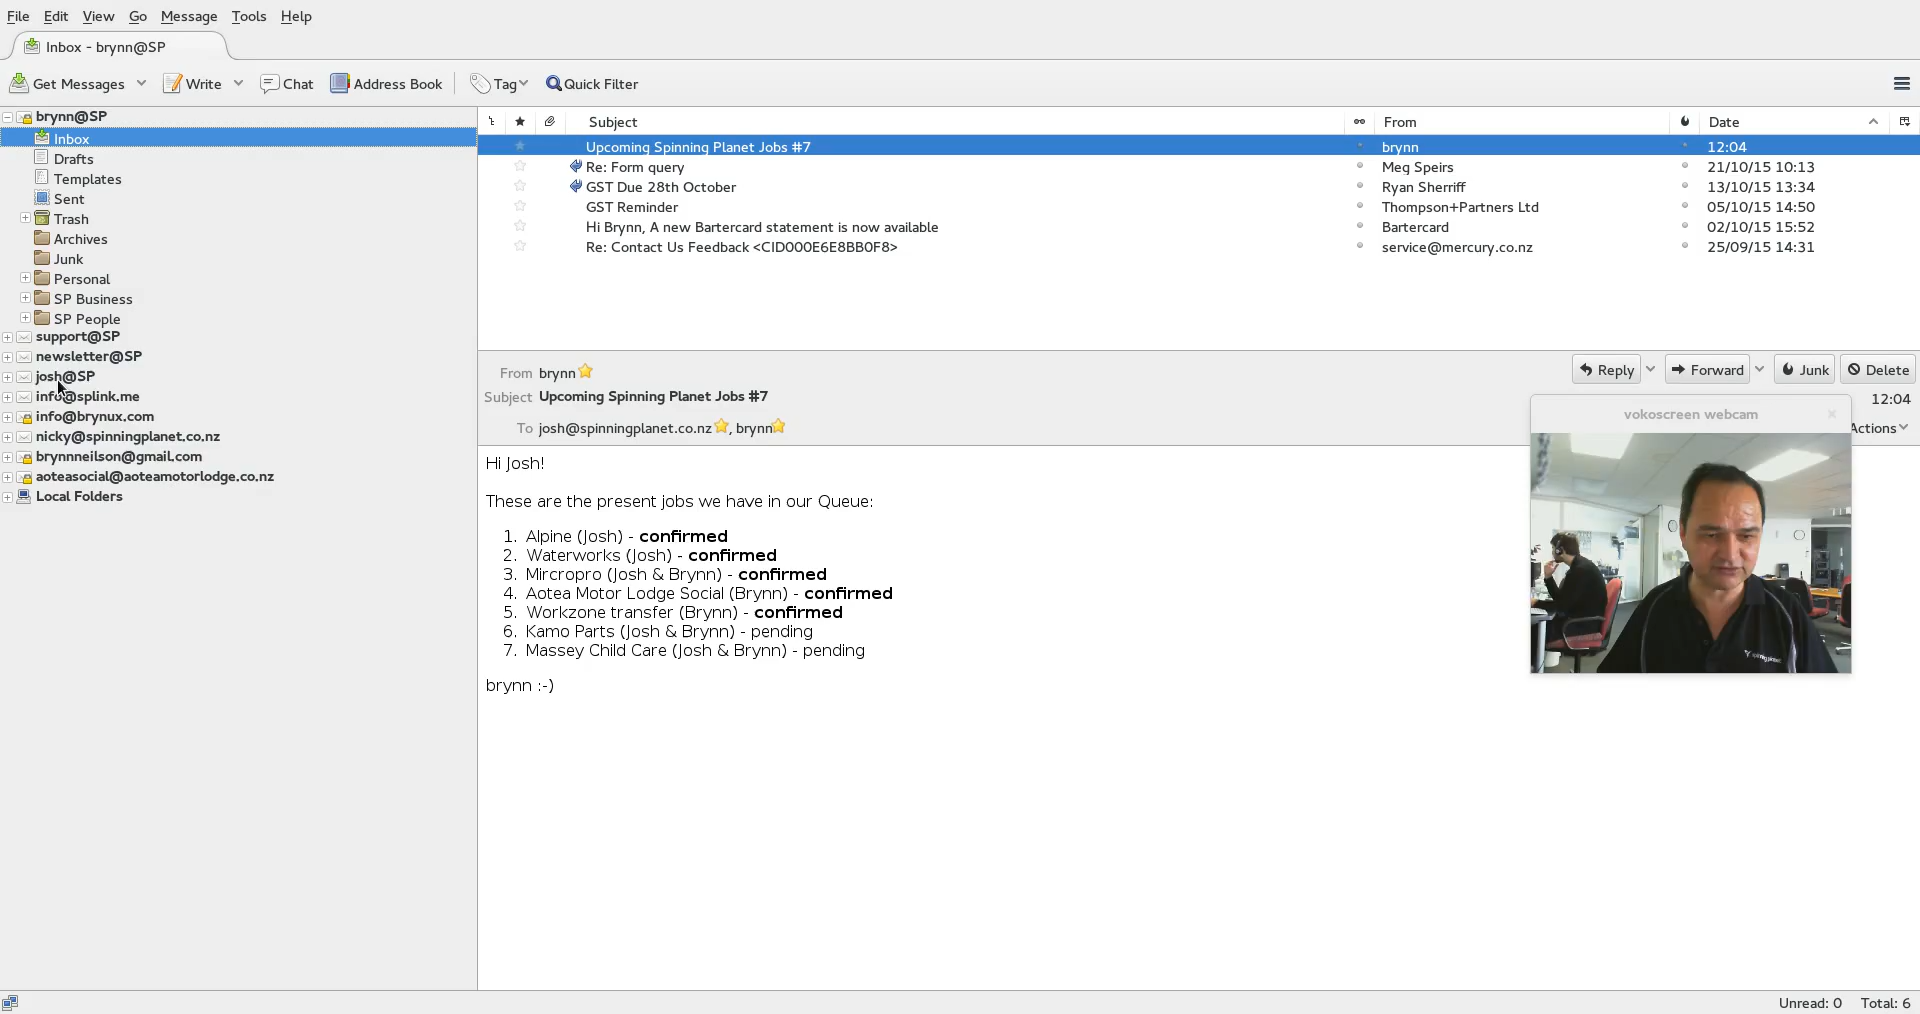 File Edit View Go Message Tools Help
Inbox - brynn@SP
Get Messages Write Chat Address Book Tag Quick Filter
brynn@SP
Inbox
Drafts
Templates
Sent
Trash
Archives
Junk
Personal
SP Business
SP People
support@SP
newsletter@SP
josh@SP
info@splink.me
info@brynux.com
nicky@spinningplanet.co.nz
brynnneilson@gmail.com
aoteasocial@aoteamotorlodge.co.nz
Local Folders
Subject From Date
Upcoming Spinning Planet Jobs #7 brynn 12:04
Re: Form query Meg Speirs 21/10/15 10:13
GST Due 28th October Ryan Sherriff 13/10/15 13:34
GST Reminder Thompson+Partners Ltd 05/10/15 14:50
Hi Brynn, A new Bartercard statement is now available Bartercard 02/10/15 15:52
Re: Contact Us Feedback <CID000E6E8BB0F8> service@mercury.co.nz 25/09/15 14:31
From brynn Reply Forward Junk Delete
Subject Upcoming Spinning Planet Jobs #7 12:04
To josh@spinningplanet.co.nz, brynn Actions
vokoscreen webcam
spinning planet
Hi Josh!
These are the present jobs we have in our Queue:
1. Alpine (Josh) - confirmed
2. Waterworks (Josh) - confirmed
3. Mircropro (Josh & Brynn) - confirmed
4. Aotea Motor Lodge Social (Brynn) - confirmed
5. Workzone transfer (Brynn) - confirmed
6. Kamo Parts (Josh & Brynn) - pending
7. Massey Child Care (Josh & Brynn) - pending
brynn :-)
Unread: 0 Total: 6